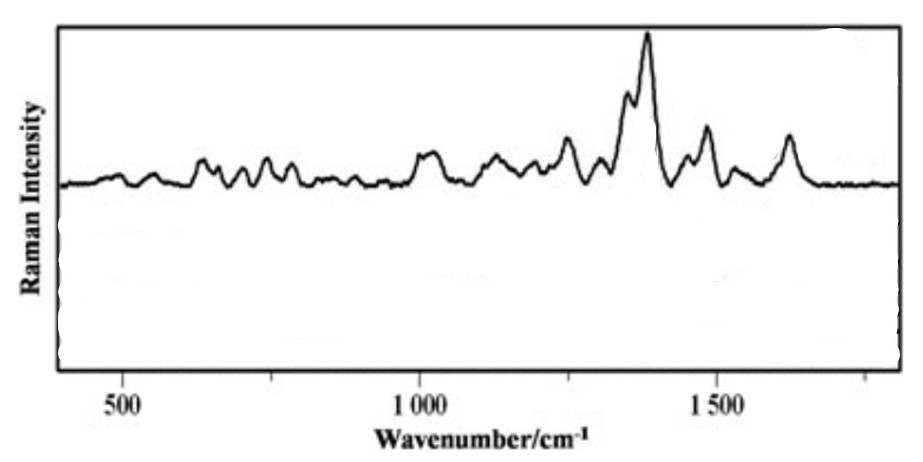 Raman Intensity
500
1 000
1 500
Wavenumber/cm-1